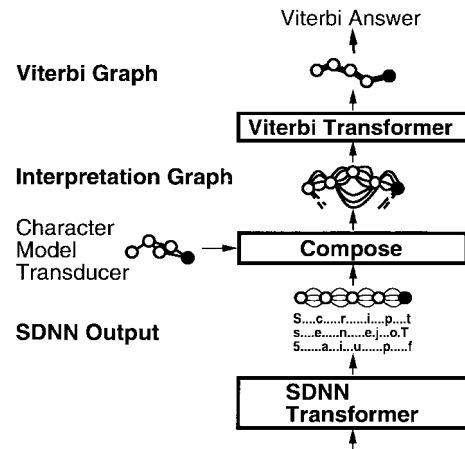 Viterbi Answer
Viterbi Graph
Viterbi Transformer
Interpretation Graph
Character
Model
Transducer
Compose
S....c.....r......i....p....t
s....e.....n.....e.j...o.T
5......a...i...u......p.....f
SDNN Output
SDNN
Transformer